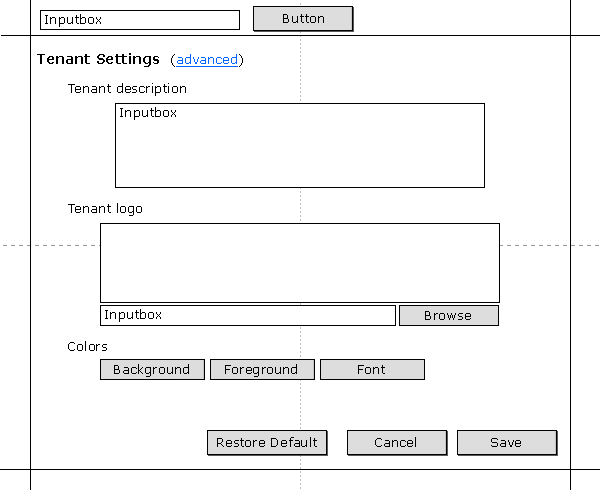 Inputbox Button
Tenant Settings (advanced)
Tenant description
Inputbox
Tenant logo
Inputbox Browse
Colors
Background Foreground Font
Restore Default Cancel Save